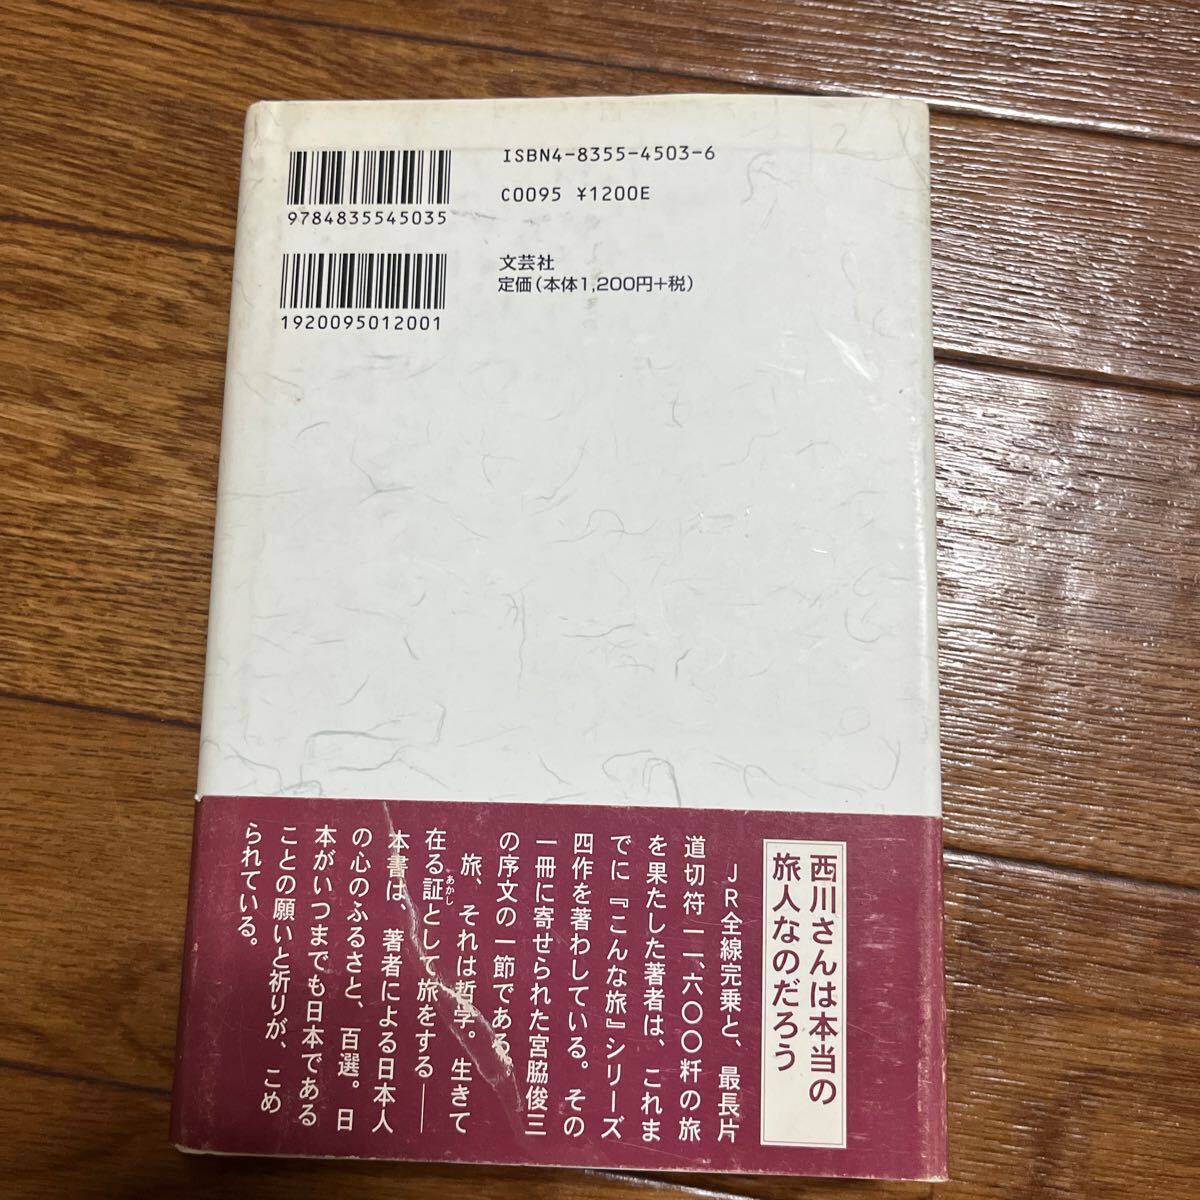 ISBN4-8355-4503-6
C0095 ¥1200E
9784835545035
文芸社
定価(本体1,200円+税)
1920095012001
西川さんは本当の
旅人なのだろう
JR全線完乗と、最長片
道切符一一、六〇〇粁の旅
を果たした著者は、これま
でに『こんな旅』シリーズ
四作を著わしている。その
一冊に寄せられた宮脇俊三
の序文の一節である。
旅、それは哲学。生きて
在る証として旅をする――
あかし
本書は、著者による日本人
の心のふるさと、百選。日
本がいつまでも日本である
ことの願いと祈りが、こめ
られている。